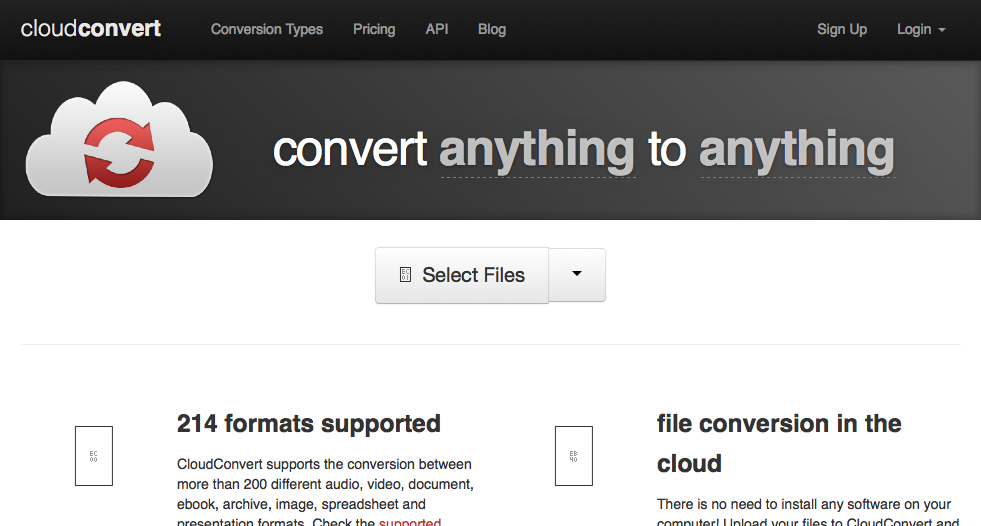 cloudconvert Conversion Types Pricing API Blog Sign Up Login
convert anything to anything
Select Files
214 formats supported
CloudConvert supports the conversion between
more than 200 different audio, video, document,
ebook, archive, image, spreadsheet and
presentation formats. Check the supported
file conversion in the
cloud
There is no need to install any software on your
computer! Upload your files to CloudConvert and